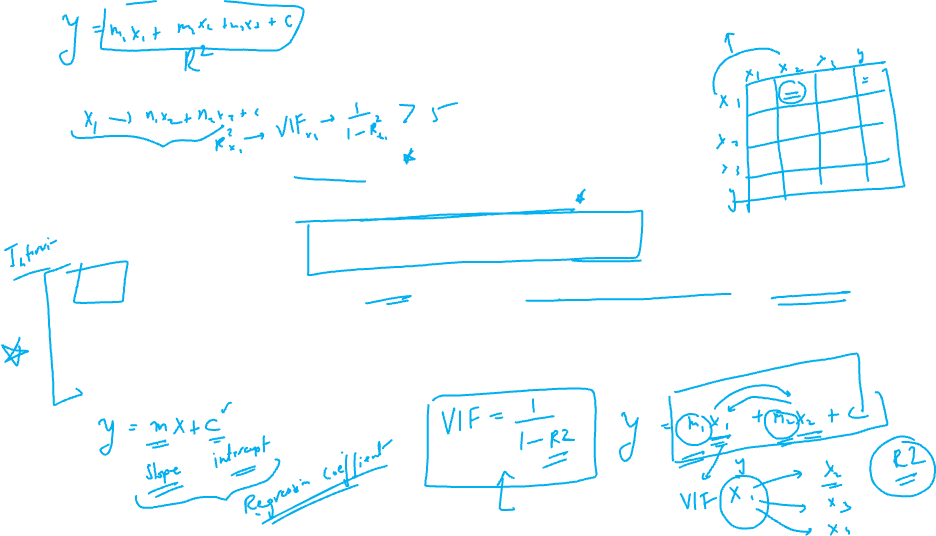 y = m₁x₁ + m₂x₂ + m₃x₃ + c
R²
x₁ → m₁x₂ + m₂x₃ + c
R²x₁ → VIFx₁ → 1/(1-R²x₁) > 5
x₁ x₂ x₃ y
x₁ = =
x₂
x₃
y
y = mx + c
slope intercept
Regression Coefficient
VIF = 1/(1-R2)
y = m₁x₁ + m₂x₂ + c
VIF y x₁
x₂
x₃
x₄
R2